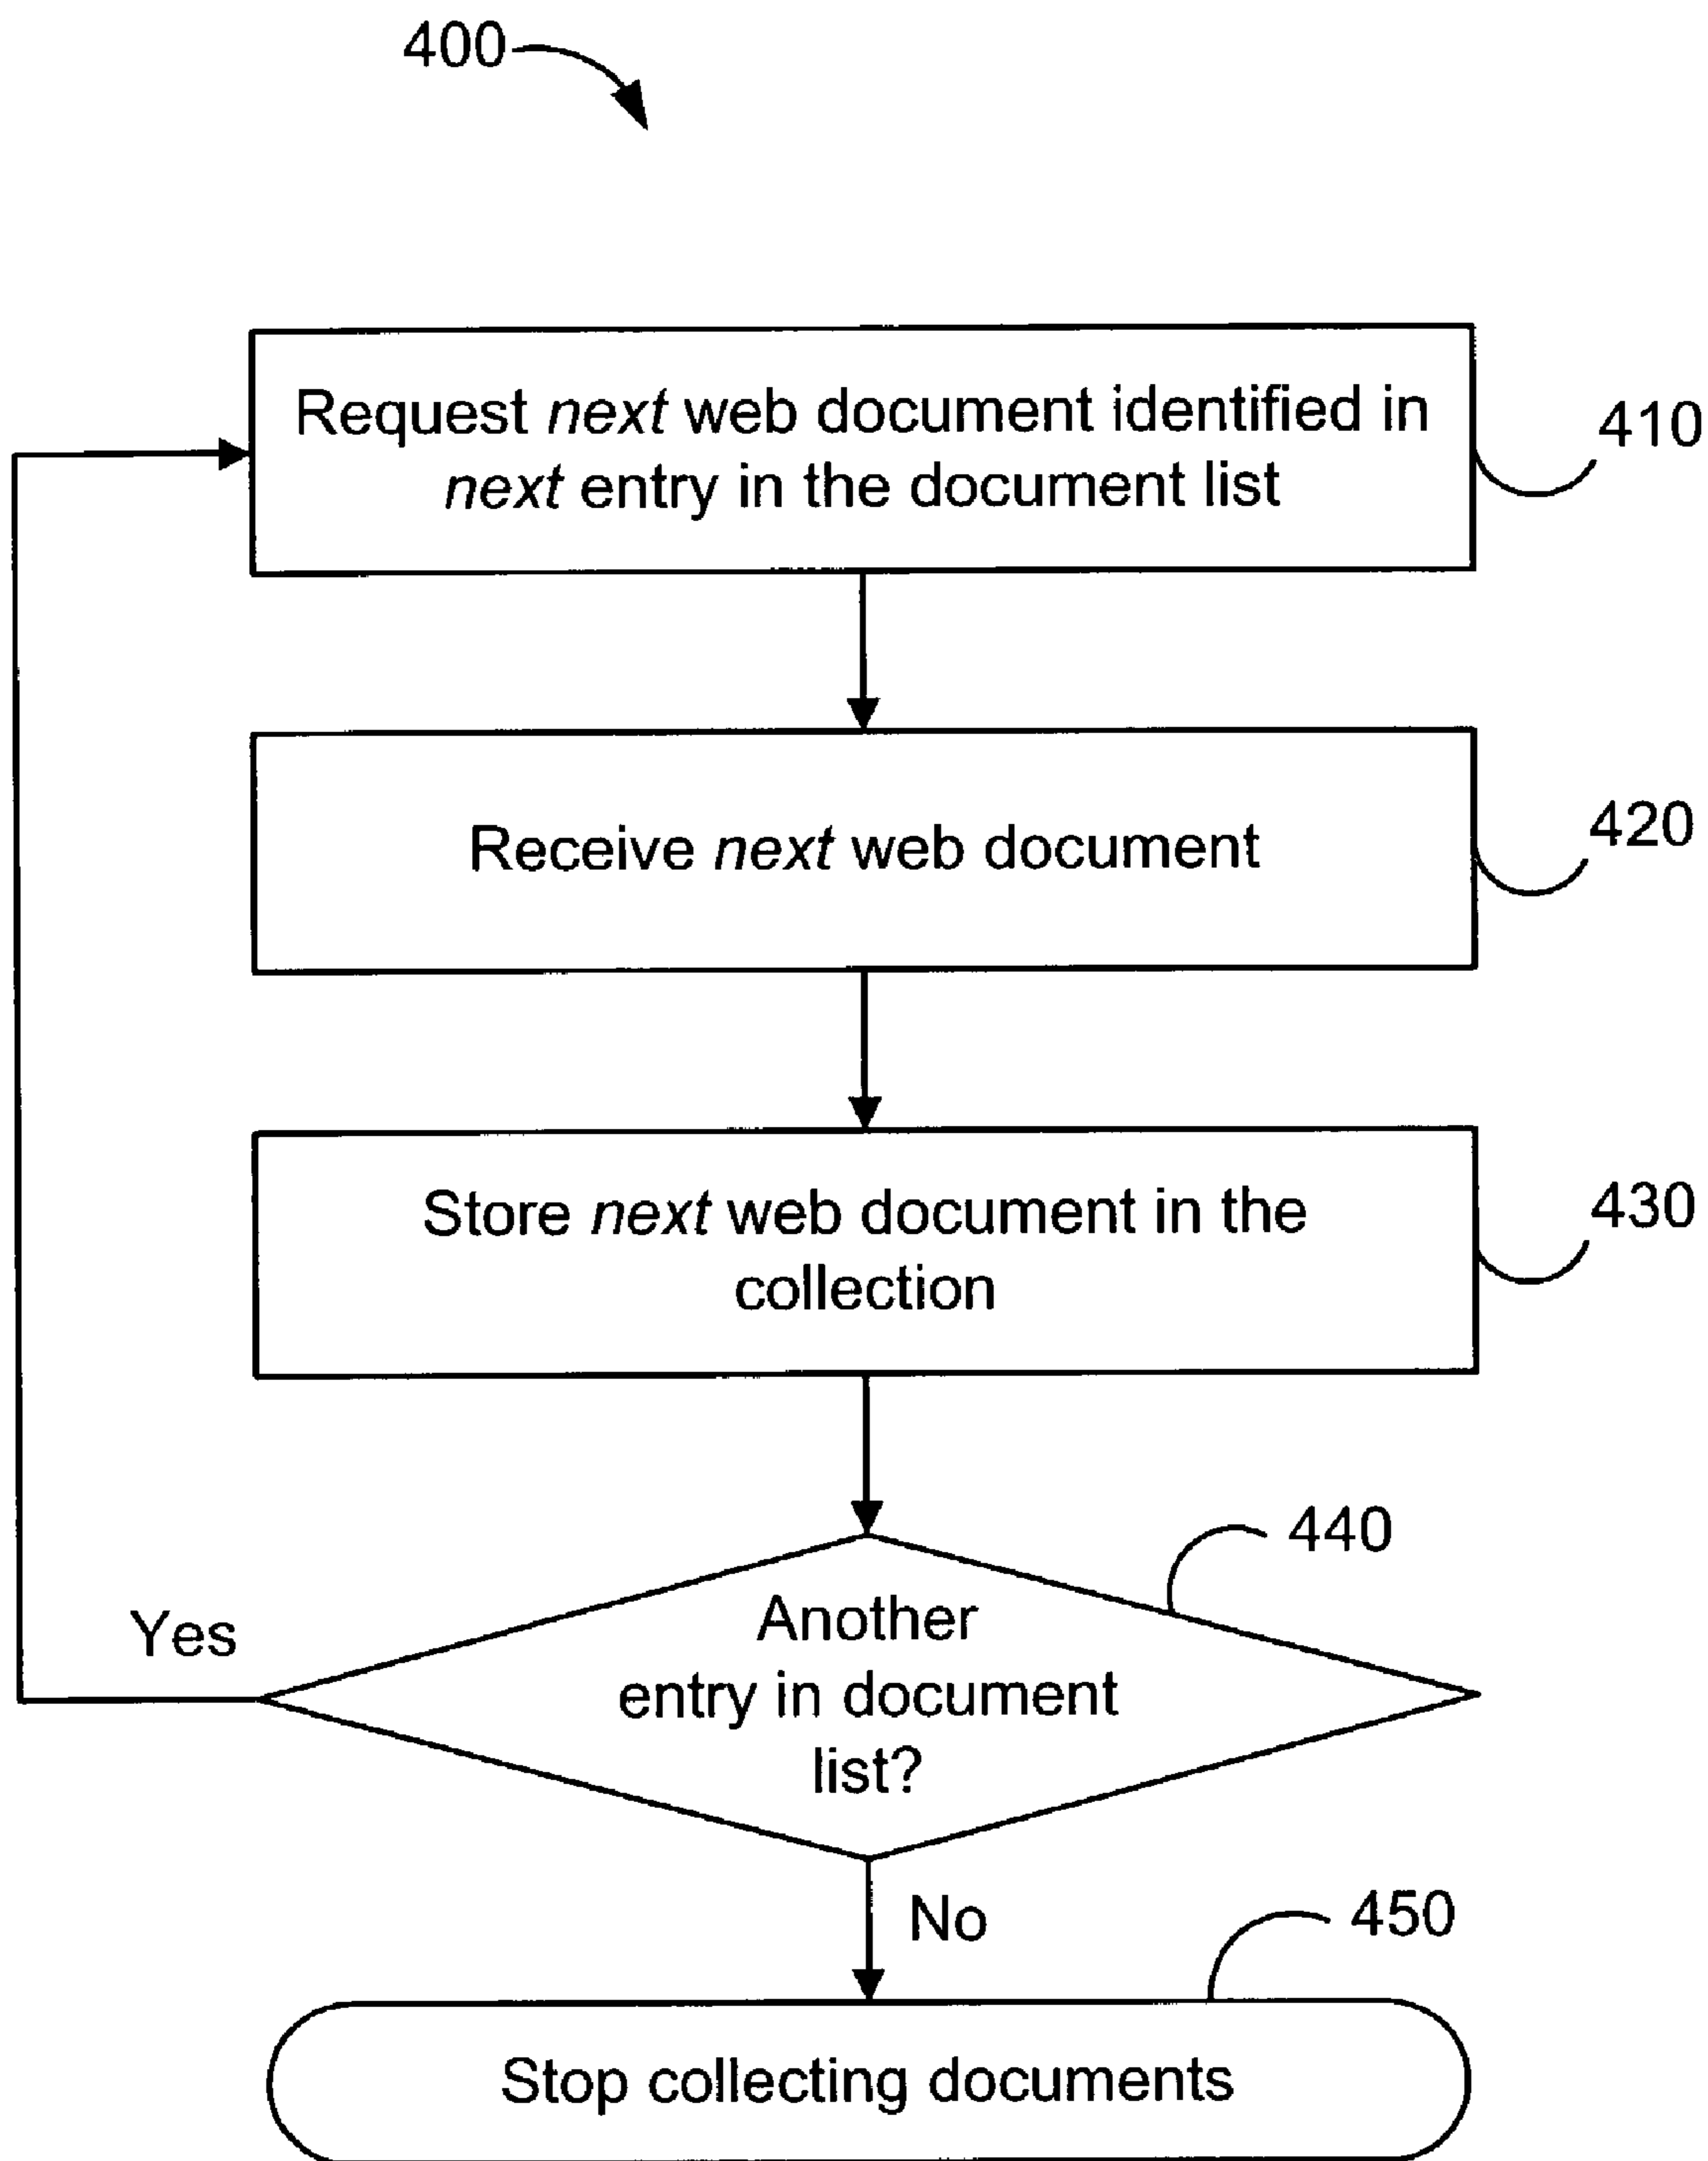 400
Request next web document identified in
next entry in the document list
410
Receive next web document
420
Store next web document in the
collection
430
440
Another
entry in document
list?
Yes
No
450
Stop collecting documents